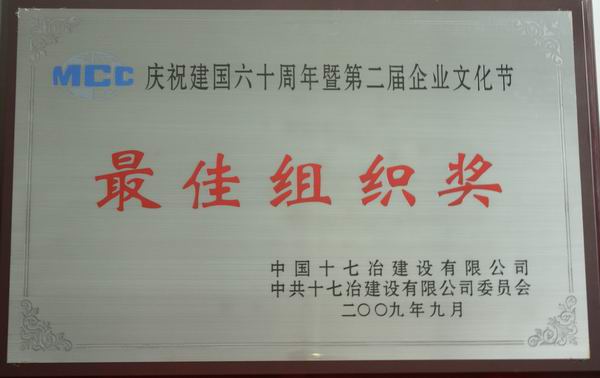 MCC 庆祝建国六十周年暨第二届企业文化节
最佳组织奖
中国十七冶建设有限公司
中共十七冶建设有限公司委员会
二〇〇九年九月